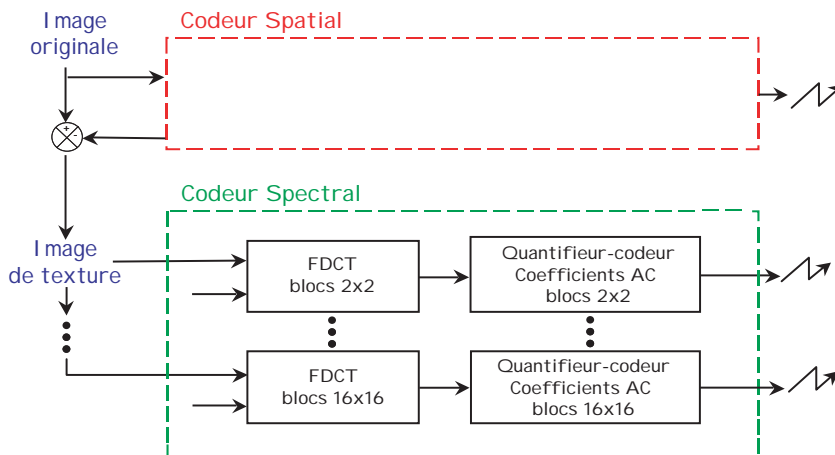 Image
originale
Codeur Spatial
+
-
Codeur Spectral
Image
de texture
FDCT
blocs 2x2
Quantifieur-codeur
Coefficients AC
blocs 2x2
FDCT
blocs 16x16
Quantifieur-codeur
Coefficients AC
blocs 16x16